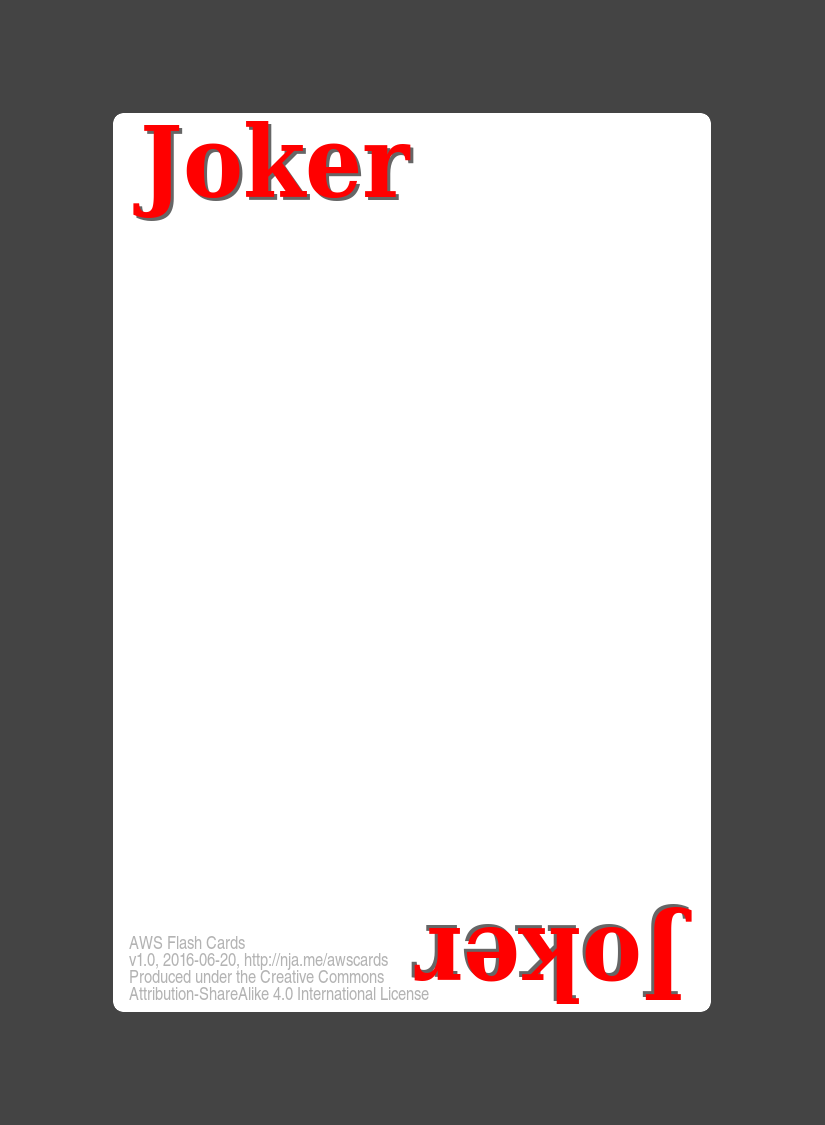 Joker
AWS Flash Cards
v1.0, 2016-06-20, http://nja.me/awscards
Produced under the Creative Commons
Attribution-ShareAlike 4.0 International License
Joker